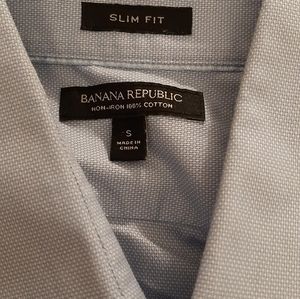 SLIM FIT
BANANA REPUBLIC
NON-IRON 100% COTTON
S
MADE IN
CHINA